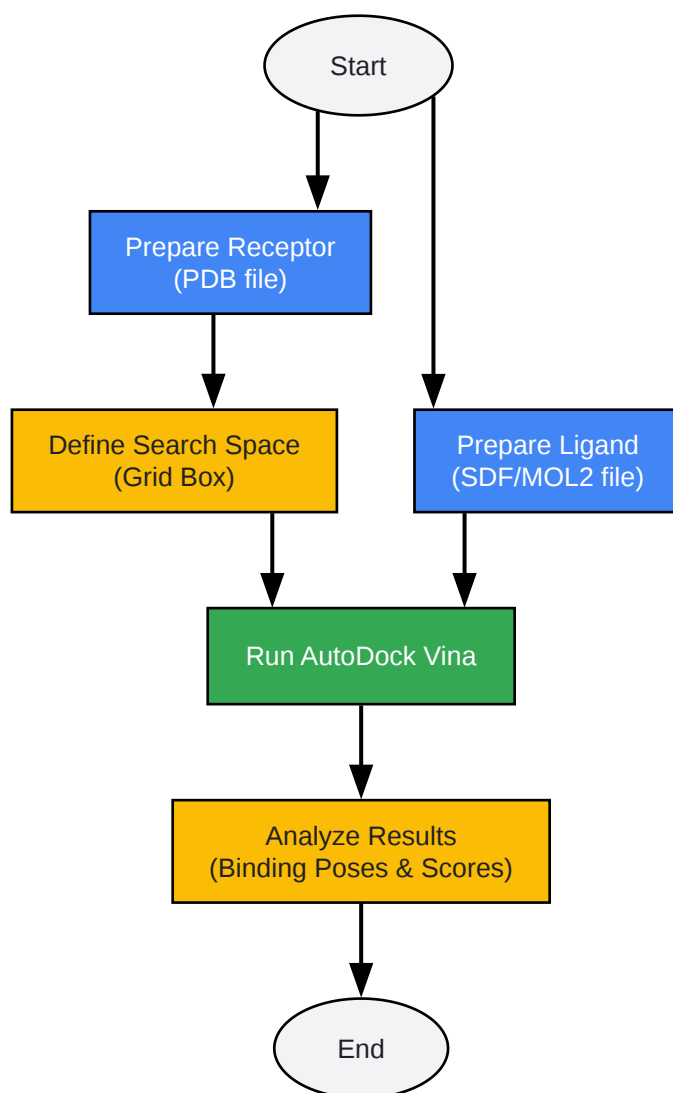 Start
Prepare Receptor
(PDB file)
Define Search Space
(Grid Box)
Prepare Ligand
(SDF/MOL2 file)
Run AutoDock Vina
Analyze Results
(Binding Poses & Scores)
End